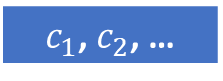 c₁, c₂, ...